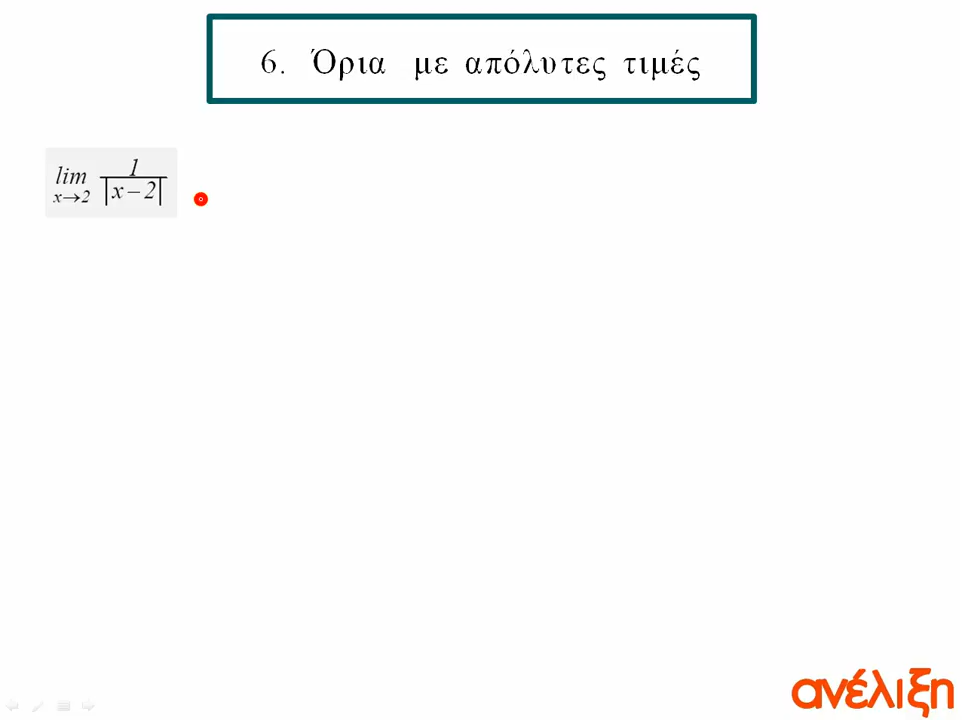 6. Όρια με απόλυτες τιμές
lim x→2 1/|x−2|
ανέλιξη